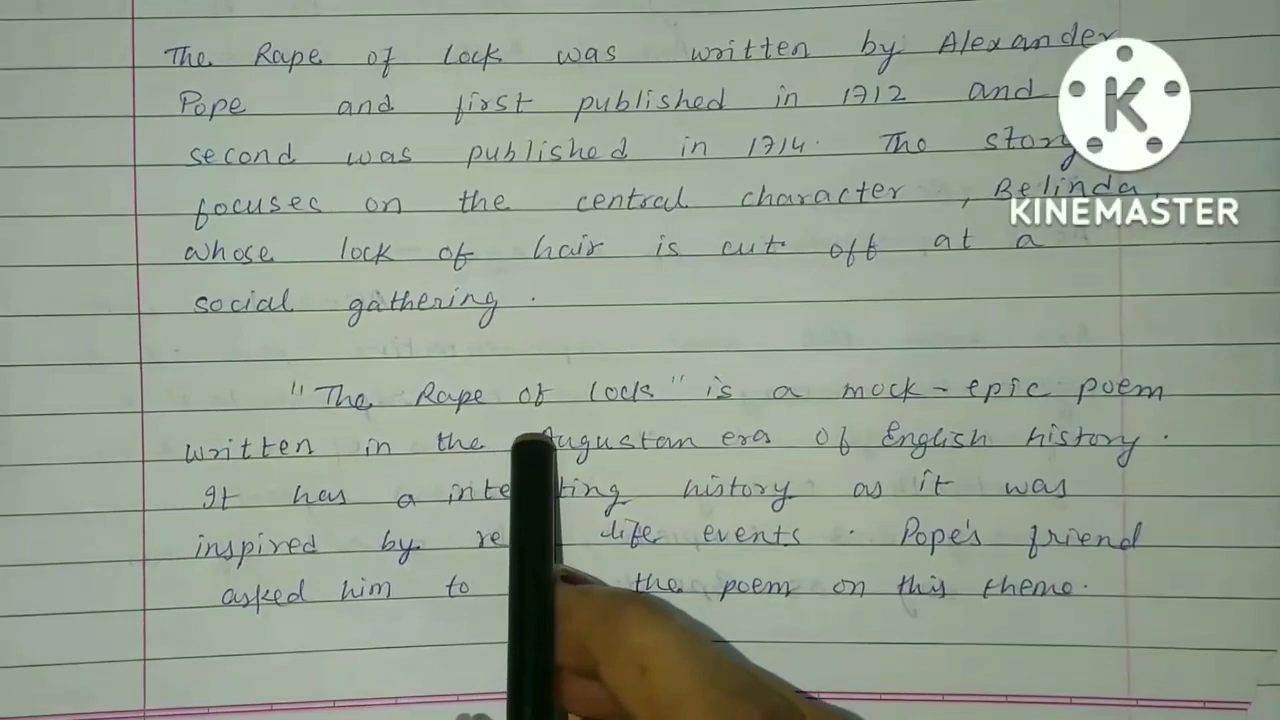 The Rape of lock was written by Alexander
Pope and first published in 1712 and
second was published in 1714. The story
focuses on the central character, Belinda,
whose lock of hair is cut off at a
social gathering.
"The Rape of lock" is a mock-epic poem
written in the Augustan era of English history.
It has a history as it was
inspired by life events. Pope's friend
asked him to the poem on this theme.
K
KINEMASTER